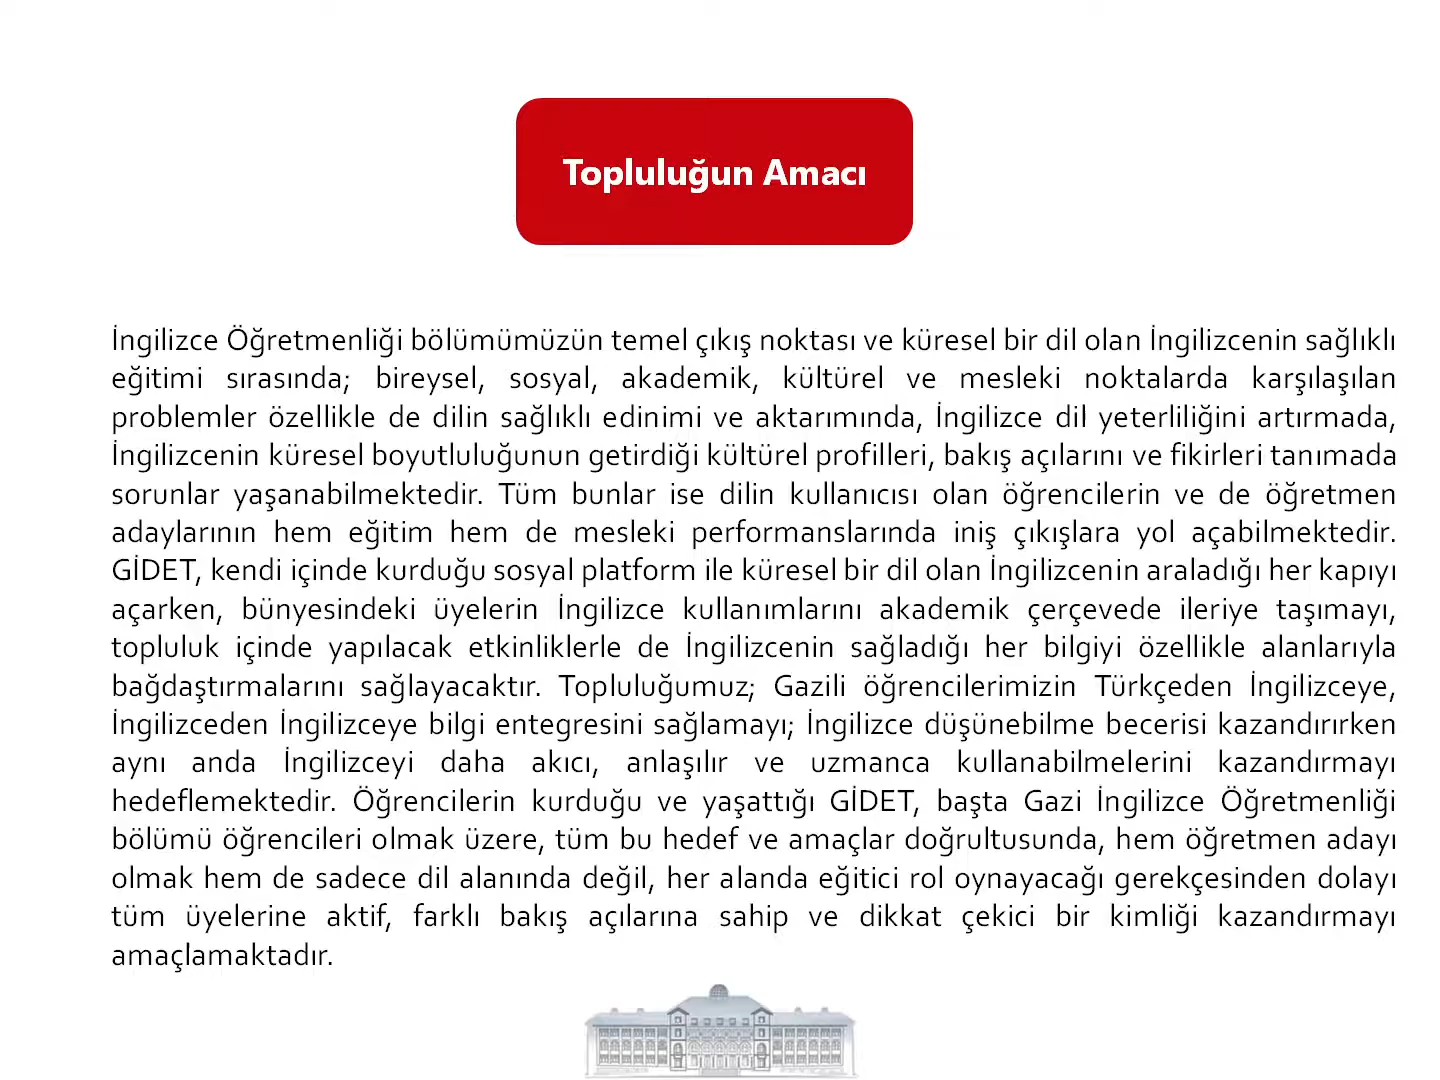 Topluluğun Amacı
İngilizce Öğretmenliği bölümümüzün temel çıkış noktası ve küresel bir dil olan İngilizcenin sağlıklı
eğitimi sırasında; bireysel, sosyal, akademik, kültürel ve mesleki noktalarda karşılaşılan
problemler özellikle de dilin sağlıklı edinimi ve aktarımında, İngilizce dil yeterliliğini artırmada,
İngilizcenin küresel boyutluluğunun getirdiği kültürel profilleri, bakış açılarını ve fikirleri tanımada
sorunlar yaşanabilmektedir. Tüm bunlar ise dilin kullanıcısı olan öğrencilerin ve de öğretmen
adaylarının hem eğitim hem de mesleki performanslarında iniş çıkışlara yol açabilmektedir.
GİDET, kendi içinde kurduğu sosyal platform ile küresel bir dil olan İngilizcenin araladığı her kapıyı
açarken, bünyesindeki üyelerin İngilizce kullanımlarını akademik çerçevede ileriye taşımayı,
topluluk içinde yapılacak etkinliklerle de İngilizcenin sağladığı her bilgiyi özellikle alanlarıyla
bağdaştırmalarını sağlayacaktır. Topluluğumuz; Gazili öğrencilerimizin Türkçeden İngilizceye,
İngilizceden İngilizceye bilgi entegresini sağlamayı; İngilizce düşünebilme becerisi kazandırırken
aynı anda İngilizceyi daha akıcı, anlaşılır ve uzmanca kullanabilmelerini kazandırmayı
hedeflemektedir. Öğrencilerin kurduğu ve yaşattığı GİDET, başta Gazi İngilizce Öğretmenliği
bölümü öğrencileri olmak üzere, tüm bu hedef ve amaçlar doğrultusunda, hem öğretmen adayı
olmak hem de sadece dil alanında değil, her alanda eğitici rol oynayacağı gerekçesinden dolayı
tüm üyelerine aktif, farklı bakış açılarına sahip ve dikkat çekici bir kimliği kazandırmayı
amaçlamaktadır.